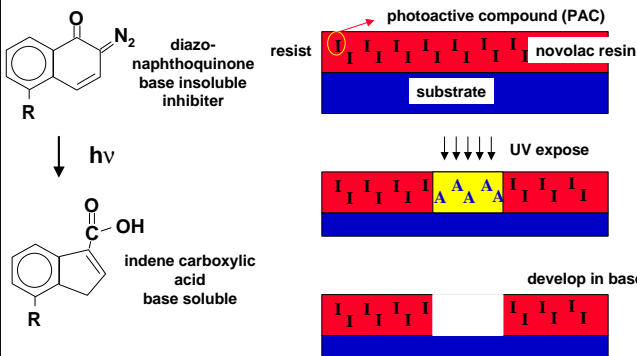 O
N₂
R
diazo-
naphthoquinone
base insoluble
inhibiter
hν
O
C
OH
R
indene carboxylic
acid
base soluble
photoactive compound (PAC)
resist
I I I I I I I I I I I I I
novolac resin
substrate
UV expose
I I I I I I I
A A A A A
I I I I I I
develop in base
I I I I I I I
I I I I I I